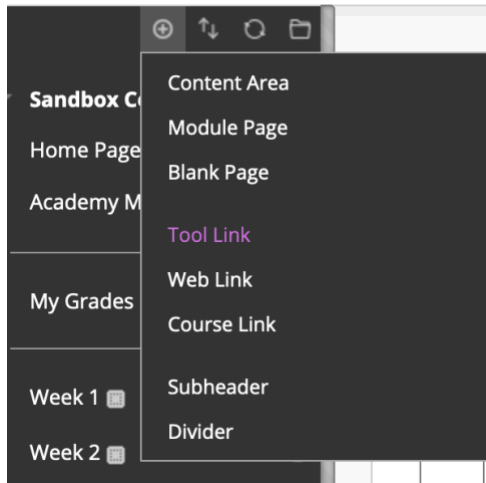 Sandbox C
Home Page
Academy M
My Grades
Week 1
Week 2
Content Area
Module Page
Blank Page
Tool Link
Web Link
Course Link
Subheader
Divider